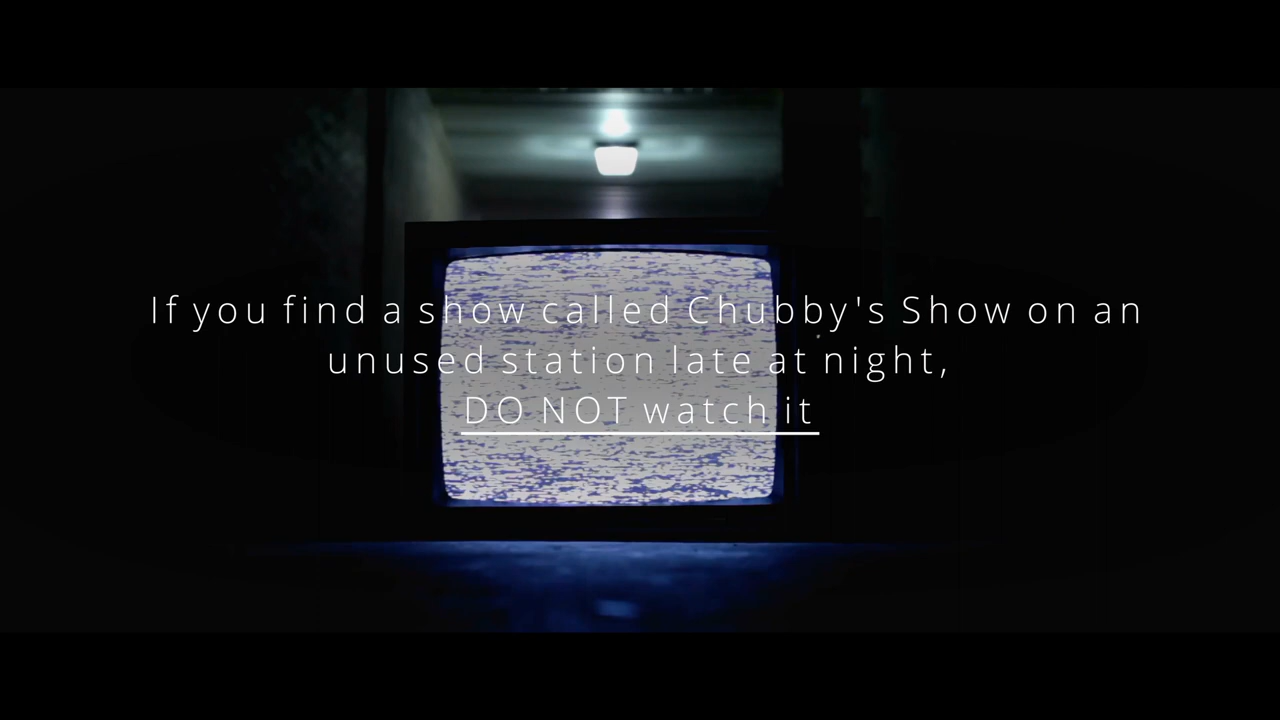 If you find a show called Chubby's Show on an
unused station late at night,
DO NOT watch it